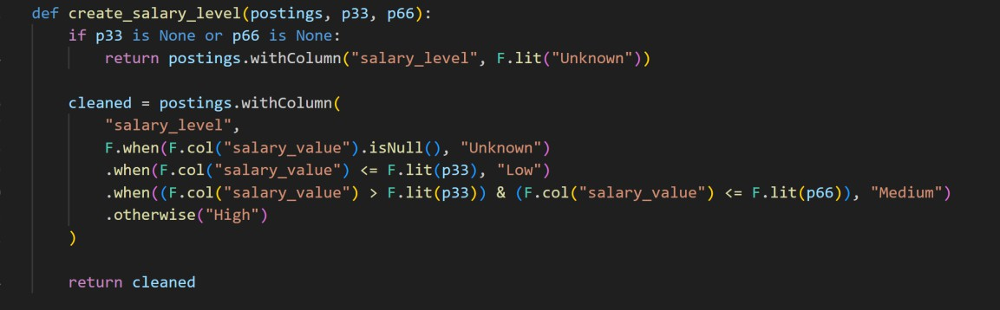 def create_salary_level(postings, p33, p66):
    if p33 is None or p66 is None:
        return postings.withColumn("salary_level", F.lit("Unknown"))

    cleaned = postings.withColumn(
        "salary_level",
        F.when(F.col("salary_value").isNull(), "Unknown")
        .when(F.col("salary_value") <= F.lit(p33), "Low")
        .when((F.col("salary_value") > F.lit(p33)) & (F.col("salary_value") <= F.lit(p66)), "Medium")
        .otherwise("High")
    )

    return cleaned